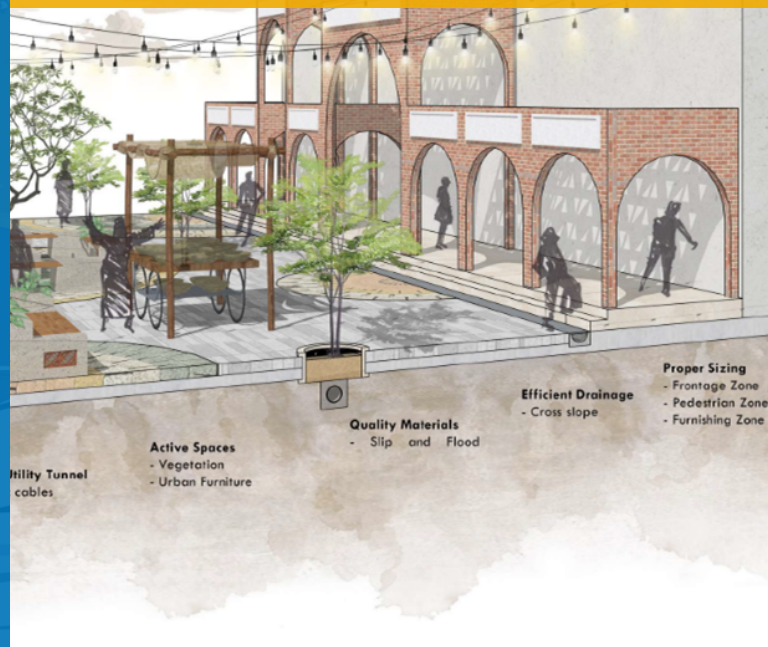 Utility Tunnel
cables
Active Spaces
- Vegetation
- Urban Furniture
Quality Materials
- Slip and Flood
Efficient Drainage
- Cross slope
Proper Sizing
- Frontage Zone
- Pedestrian Zone
- Furnishing Zone